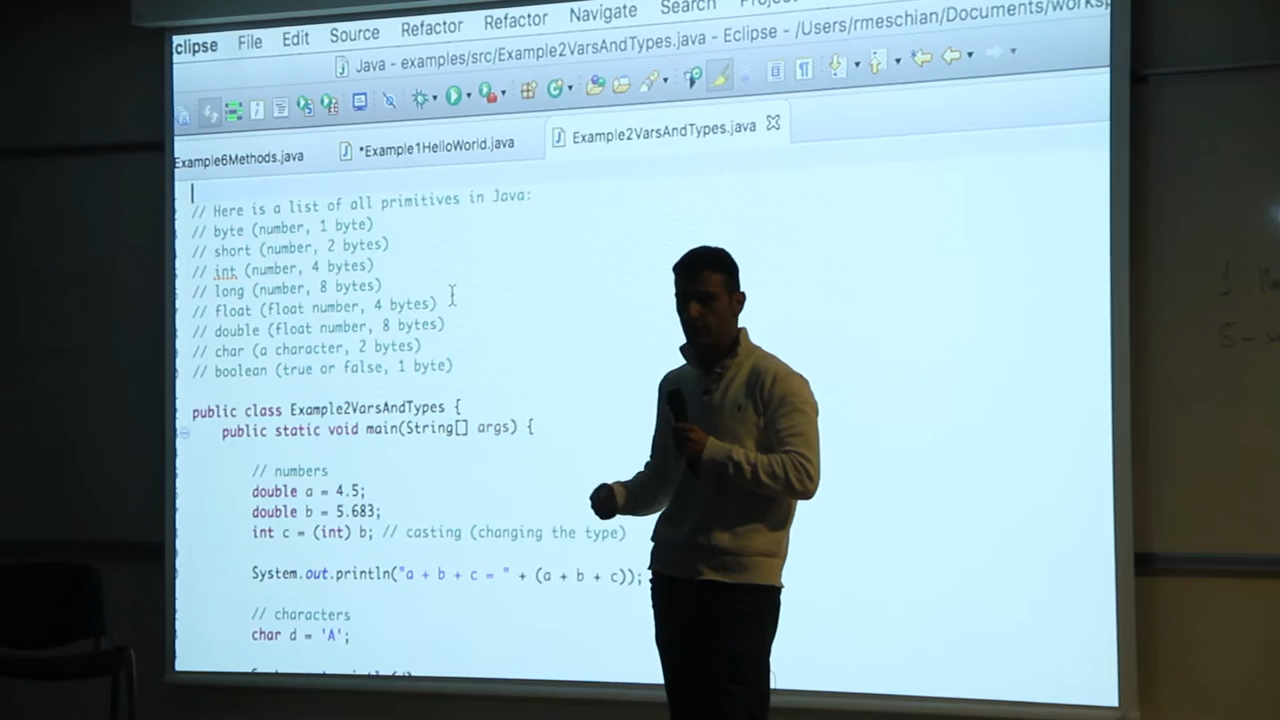 clipse File Edit Source Refactor Refactor Navigate Search
Java - examples/src/Example2VarsAndTypes.java - Eclipse - /Users/rmeschian/Documents/worksp
Example6Methods.java *Example1HelloWorld.java Example2VarsAndTypes.java
// Here is a list of all primitives in Java:
// byte (number, 1 byte)
// short (number, 2 bytes)
// int (number, 4 bytes)
// long (number, 8 bytes)
// float (float number, 4 bytes)
// double (float number, 8 bytes)
// char (a character, 2 bytes)
// boolean (true or false, 1 byte)
public class Example2VarsAndTypes {
public static void main(String[] args) {
// numbers
double a = 4.5;
double b = 5.683;
int c = (int) b; // casting (changing the type)
System.out.println("a + b + c = " + (a + b + c));
// characters
char d = 'A';